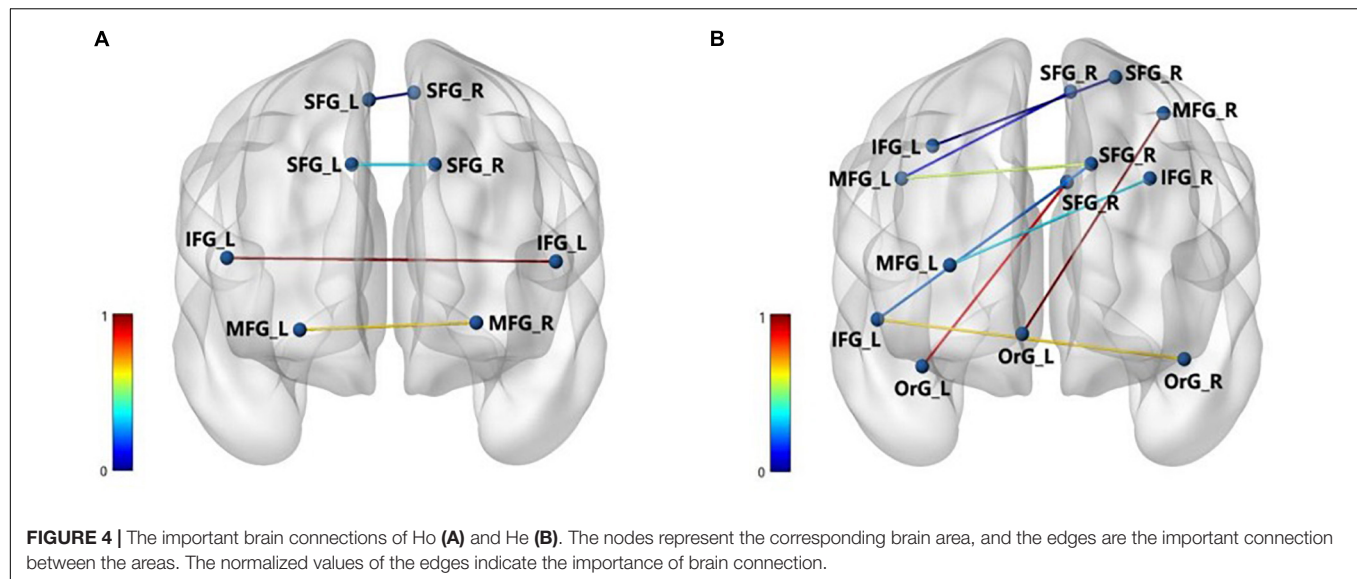 A
B
SFG_L
SFG_R
SFG_L
SFG_R
IFG_L
IFG_L
MFG_L
MFG_R
1
0
SFG_R
SFG_R
MFG_R
IFG_L
MFG_L
SFG_R
IFG_R
SFG_R
MFG_L
IFG_L
OrG_L
OrG_L
OrG_R
1
0
FIGURE 4 | The important brain connections of Ho (A) and He (B). The nodes represent the corresponding brain area, and the edges are the important connection
between the areas. The normalized values of the edges indicate the importance of brain connection.